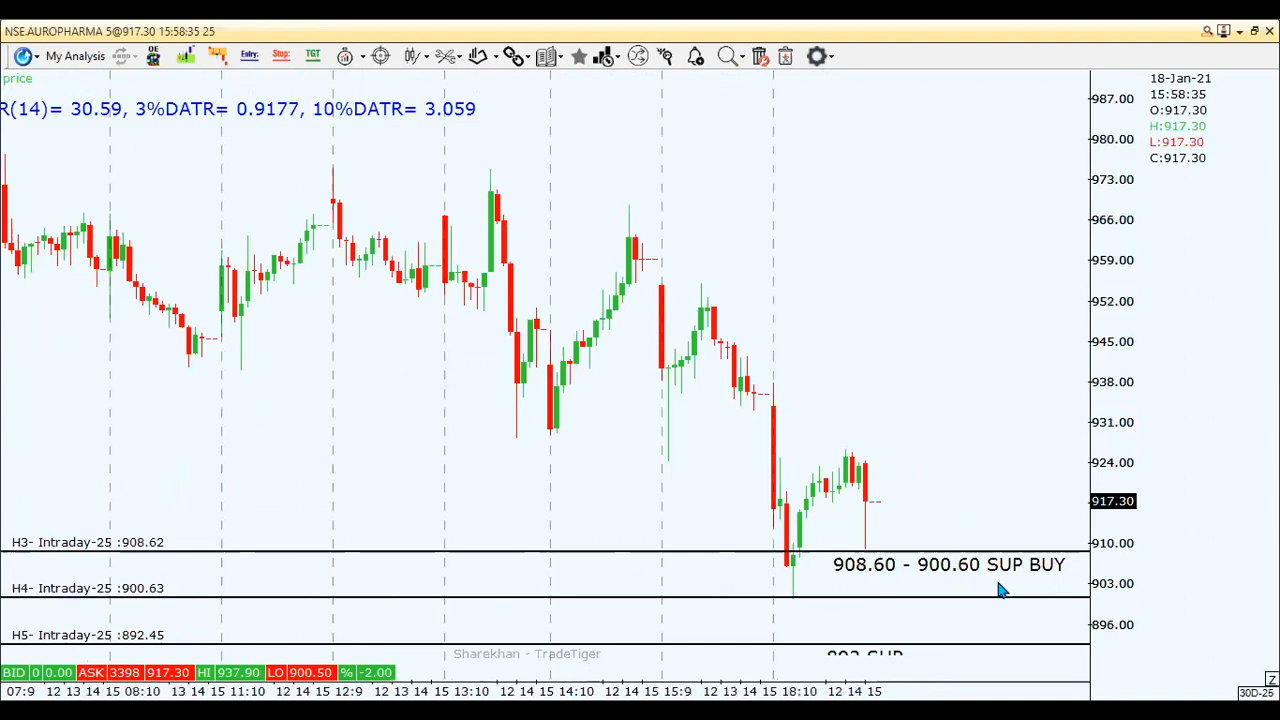 NSE.AUROPHARMA 5@917.30 15:58:35 25
My Analysis
OE
Entry:
Stop:
TGT
price
R(14)= 30.59, 3%DATR= 0.9177, 10%DATR= 3.059
18-Jan-21
15:58:35
O:917.30
H:917.30
L:917.30
C:917.30
987.00
980.00
973.00
966.00
959.00
952.00
945.00
938.00
931.00
924.00
917.30
910.00
903.00
896.00
H3- Intraday-25 :908.62
908.60 - 900.60 SUP BUY
H4- Intraday-25 :900.63
H5- Intraday-25 :892.45
Sharekhan - TradeTiger
BID 0 0.00 ASK 3398 917.30 HI 937.90 LO 900.50 % -2.00
07:9 12 13 14 15 08:10 12 13 14 15 11:10 12 14 15 12:9 12 13 14 15 13:10 12 14 15 14:10 12 14 15 15:9 12 13 14 15 18:10 12 14 15
Z
30D-25